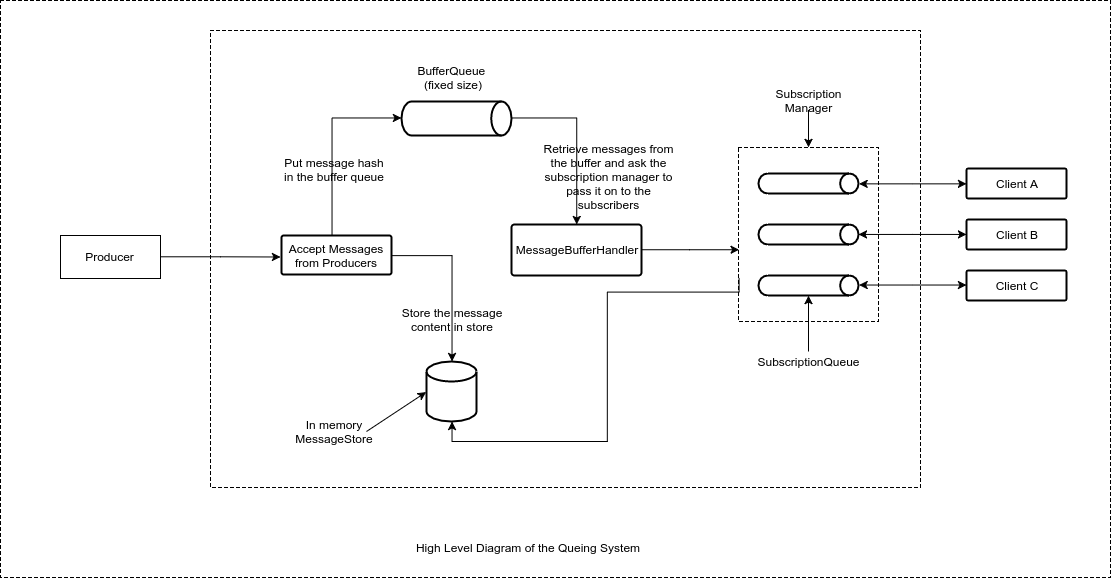 BufferQueue
(fixed size)
Subscription
Manager
Put message hash
in the buffer queue
Retrieve messages from
the buffer and ask the
subscription manager to
pass it on to the
subscribers
Client A
Client B
Client C
Producer
Accept Messages
from Producers
MessageBufferHandler
Store the message
content in store
SubscriptionQueue
In memory
MessageStore
High Level Diagram of the Queing System